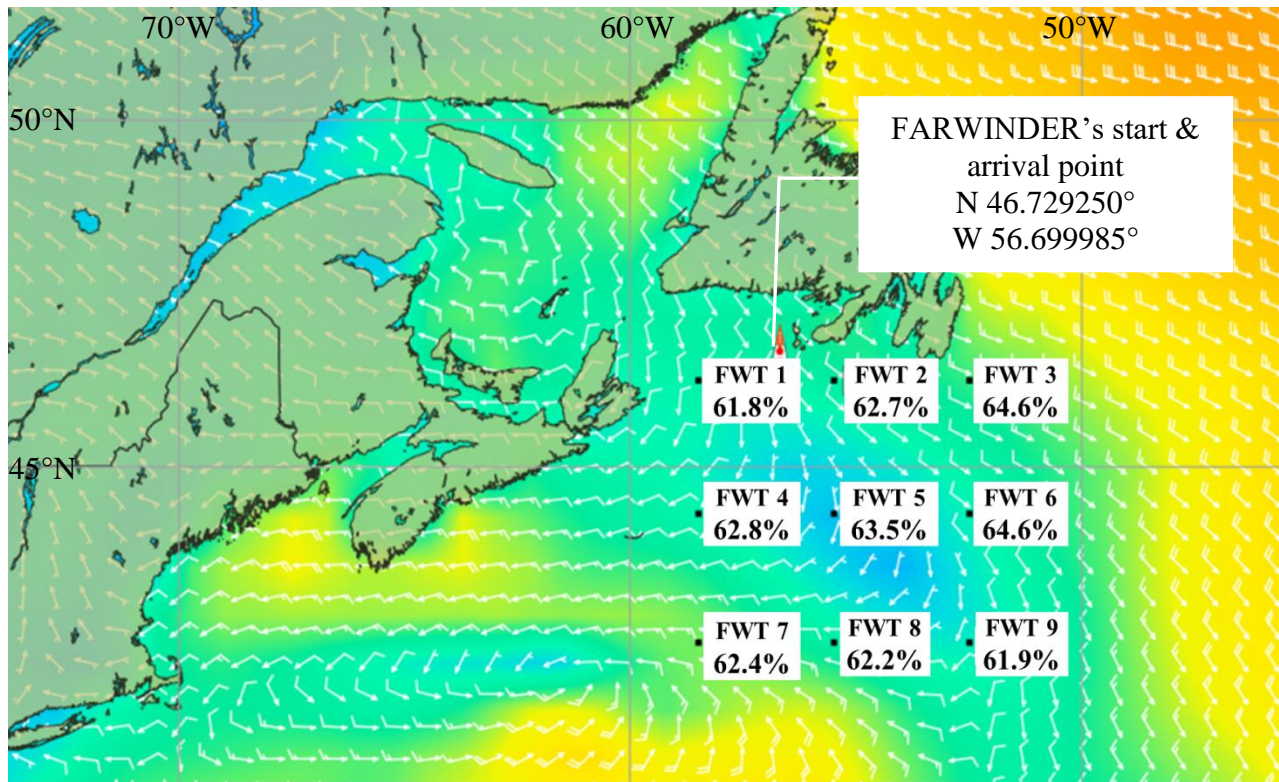 70°W 60°W 50°W
50°N
FARWINDER’s start &
arrival point
N 46.729250°
W 56.699985°
FWT 1
61.8%
FWT 2
62.7%
FWT 3
64.6%
45°N
FWT 4
62.8%
FWT 5
63.5%
FWT 6
64.6%
FWT 7
62.4%
FWT 8
62.2%
FWT 9
61.9%